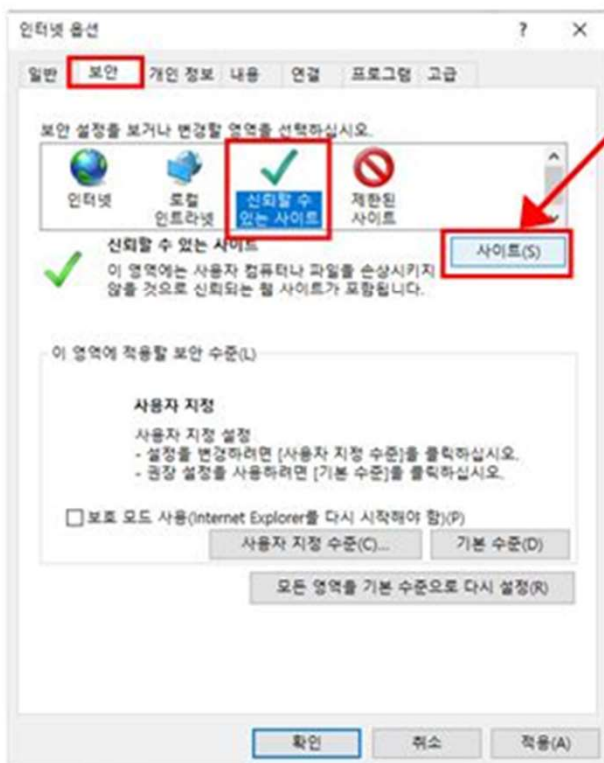 인터넷 옵션 ? ×
일반 보안 개인 정보 내용 연결 프로그램 고급
보안 설정을 보거나 변경할 영역을 선택하십시오.
인터넷
로컬
인트라넷
신뢰할 수
있는 사이트
제한된
사이트
신뢰할 수 있는 사이트
사이트(S)
이 영역에는 사용자 컴퓨터나 파일을 손상시키지
않을 것으로 신뢰되는 웹 사이트가 포함됩니다.
이 영역에 적용할 보안 수준(L)
사용자 지정
사용자 지정 설정
- 설정을 변경하려면 [사용자 지정 수준]을 클릭하십시오.
- 권장 설정을 사용하려면 [기본 수준]을 클릭하십시오.
보호 모드 사용(Internet Explorer를 다시 시작해야 함)(P)
사용자 지정 수준(C)... 기본 수준(D)
모든 영역을 기본 수준으로 다시 설정(R)
확인 취소 적용(A)